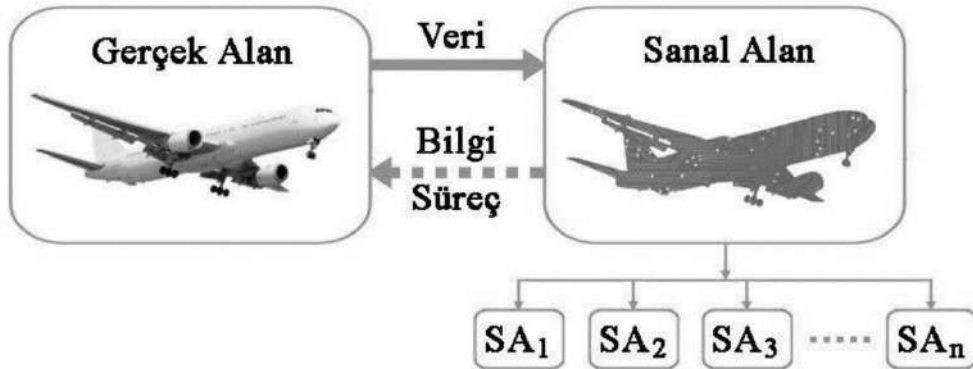 Gerçek Alan
Veri
Sanal Alan
Bilgi
Süreç
SA₁ SA₂ SA₃ SAₙ